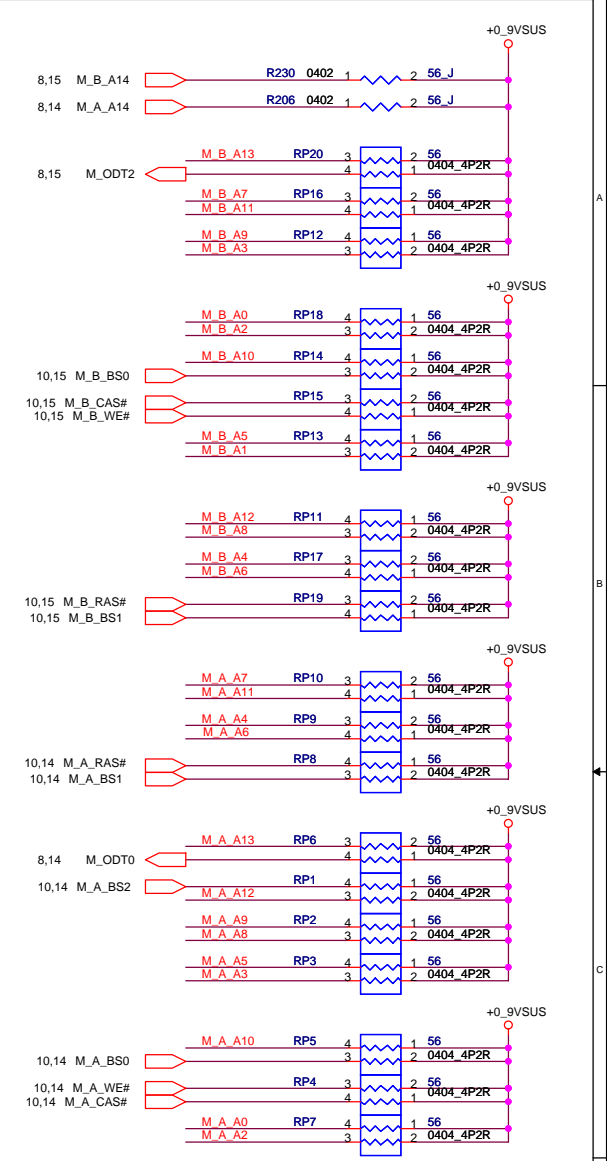 +0_9VSUS
8,15 M_B_A14 R230 0402 1 2 56_J
8,14 M_A_A14 R206 0402 1 2 56_J
M_B_A13 RP20 3 2 56
8,15 M_ODT2 4 1 0404_4P2R
M_B_A7 RP16 3 2 56
M_B_A11 4 1 0404_4P2R
A
M_B_A9 RP12 4 1 56
M_B_A3 3 2 0404_4P2R
+0_9VSUS
M_B_A0 RP18 4 1 56
M_B_A2 3 2 0404_4P2R
M_B_A10 RP14 4 1 56
10,15 M_B_BS0 3 2 0404_4P2R
10,15 M_B_CAS# RP15 3 2 56
10,15 M_B_WE# 4 1 0404_4P2R
M_B_A5 RP13 4 1 56
M_B_A1 3 2 0404_4P2R
+0_9VSUS
M_B_A12 RP11 4 1 56
M_B_A8 3 2 0404_4P2R
M_B_A4 RP17 3 2 56
M_B_A6 4 1 0404_4P2R
B
10,15 M_B_RAS# RP19 3 2 56
10,15 M_B_BS1 4 1 0404_4P2R
+0_9VSUS
M_A_A7 RP10 3 2 56
M_A_A11 4 1 0404_4P2R
M_A_A4 RP9 3 2 56
M_A_A6 4 1 0404_4P2R
10,14 M_A_RAS# RP8 4 1 56
10,14 M_A_BS1 3 2 0404_4P2R
+0_9VSUS
M_A_A13 RP6 3 2 56
8,14 M_ODT0 4 1 0404_4P2R
10,14 M_A_BS2 RP1 4 1 56
M_A_A12 3 2 0404_4P2R
M_A_A9 RP2 4 1 56
M_A_A8 3 2 0404_4P2R
M_A_A5 RP3 4 1 56
C
M_A_A3 3 2 0404_4P2R
+0_9VSUS
M_A_A10 RP5 4 1 56
10,14 M_A_BS0 3 2 0404_4P2R
10,14 M_A_WE# RP4 3 2 56
10,14 M_A_CAS# 4 1 0404_4P2R
M_A_A0 RP7 4 1 56
M_A_A2 3 2 0404_4P2R